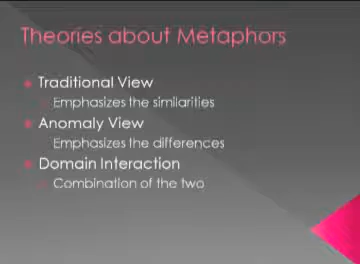 Theories about Metaphors
Traditional View
Emphasizes the similarities
Anomaly View
Emphasizes the differences
Domain Interaction
Combination of the two